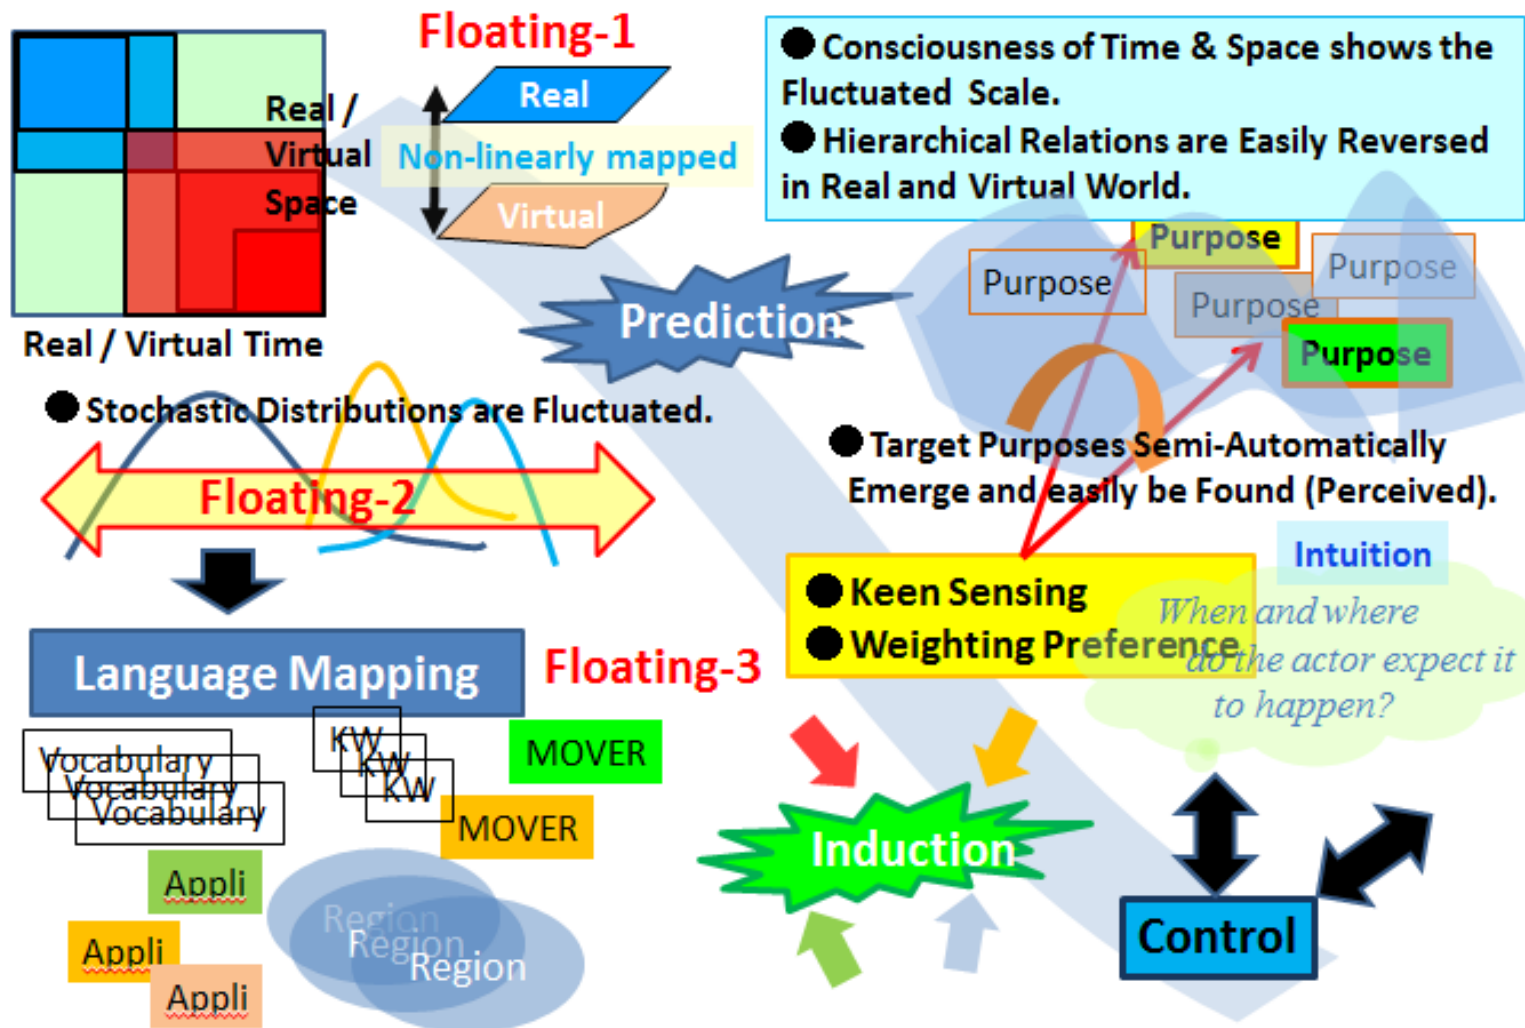 Floating-1
Real
Non-linearly mapped
Virtual
Real /
Virtual
Space
Real / Virtual Time
● Consciousness of Time & Space shows the
Fluctuated Scale.
● Hierarchical Relations are Easily Reversed
in Real and Virtual World.
Prediction
Purpose
Purpose
Purpose
Purpose
Purpose
● Stochastic Distributions are Fluctuated.
Floating-2
● Target Purposes Semi-Automatically
Emerge and easily be Found (Perceived).
Intuition
When and where
do the actor expect it
to happen?
● Keen Sensing
● Weighting Preference
Language Mapping
Floating-3
Vocabulary
Vocabulary
Vocabulary
KW
KW
KW
MOVER
MOVER
Appli
Appli
Appli
Region
Region
Region
Induction
Control